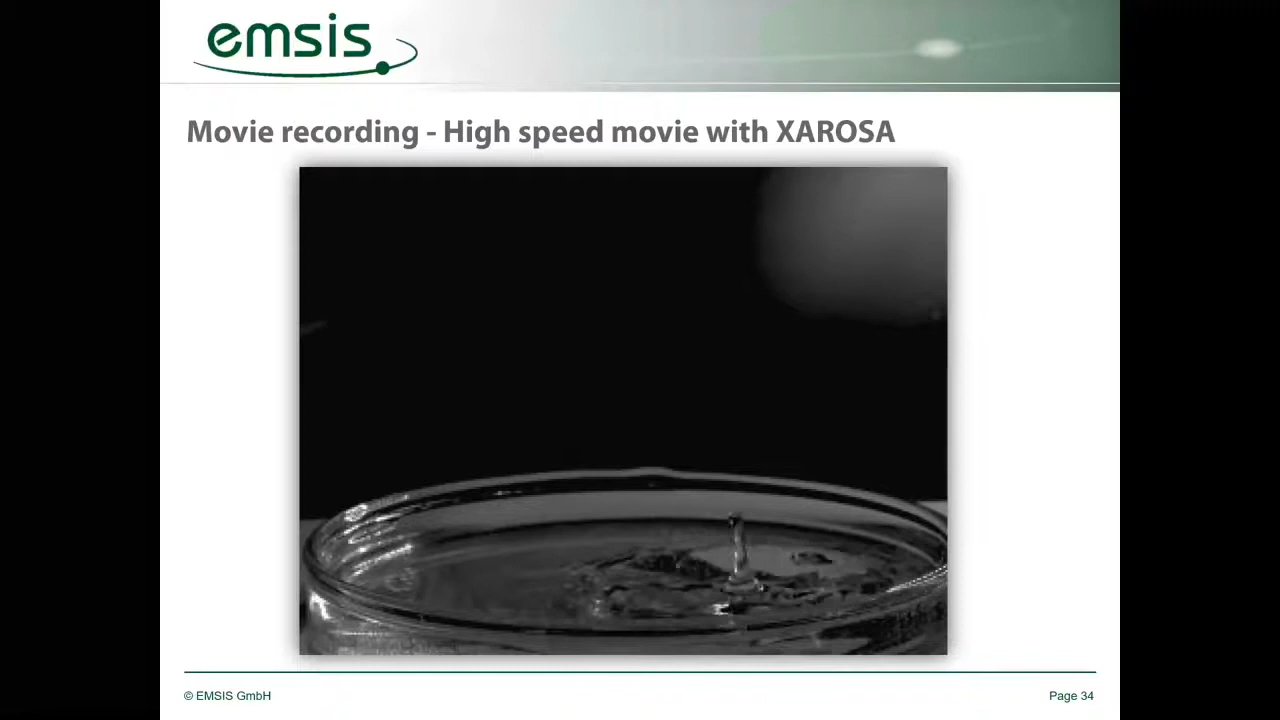 emsis
Movie recording - High speed movie with XAROSA
© EMSIS GmbH
Page 34